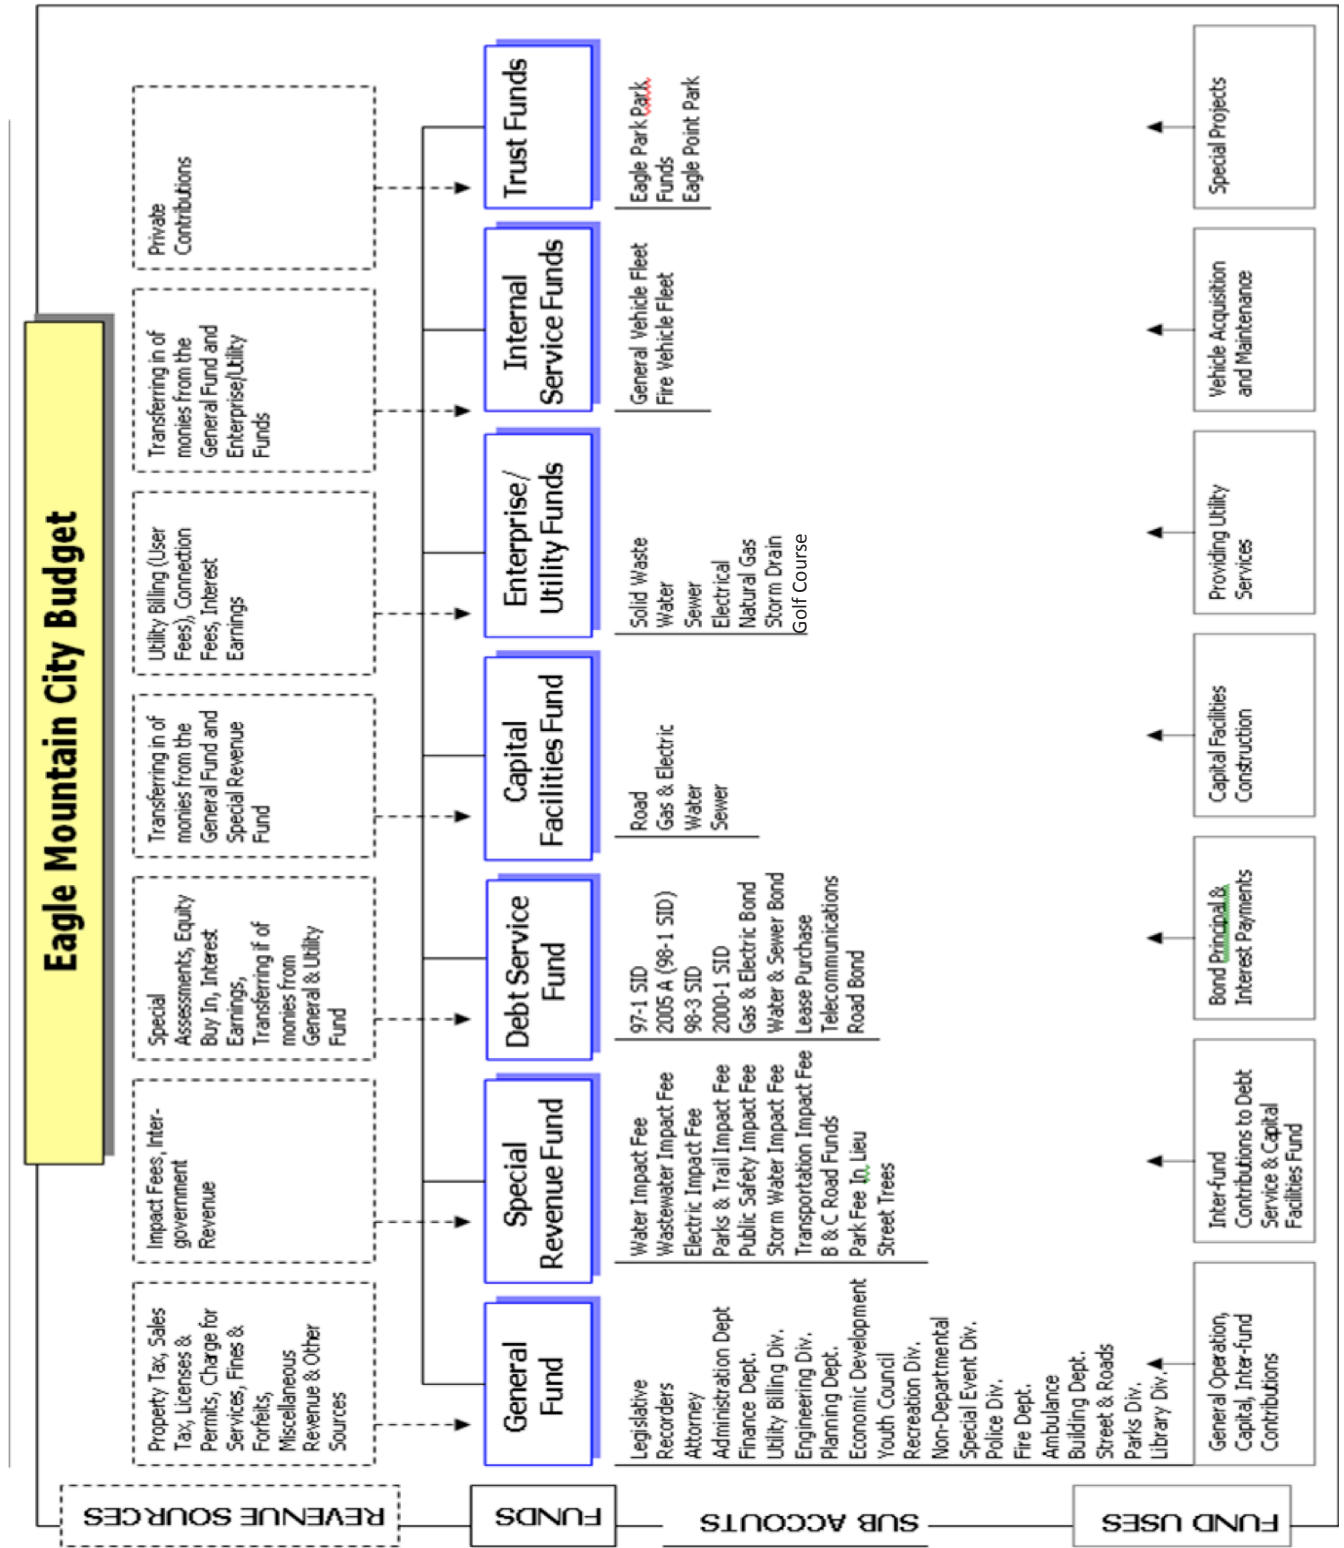 Eagle Mountain City Budget
REVENUE SOURCES
Property Tax, Sales
Tax, Licenses &
Permits, Charge for
Services, Fines &
Forfeits,
Miscellaneous
Revenue & Other
Sources
Impact Fees, Inter-
government
Revenue
Special
Assessments, Equity
Buy In, Interest
Earnings,
Transferring if of
monies from
General & Utility
Fund
Transferring in of
monies from the
General Fund and
Special Revenue
Fund
Utility Billing (User
Fees), Connection
Fees, Interest
Earnings
Transferring in of
monies from the
General Fund and
Enterprise/Utility
Funds
Private
Contributions
FUNDS
General
Fund
Special
Revenue Fund
Debt Service
Fund
Capital
Facilities Fund
Enterprise/
Utility Funds
Internal
Service Funds
Trust Funds
SUB ACCOUTS
Legislative
Recorders
Attorney
Administration Dept
Finance Dept.
Utility Billing Div.
Engineering Div.
Planning Dept.
Economic Development
Youth Council
Recreation Div.
Non-Departmental
Special Event Div.
Police Div.
Fire Dept.
Ambulance
Building Dept.
Street & Roads
Parks Div.
Library Div.
Water Impact Fee
Wastewater Impact Fee
Electric Impact Fee
Parks & Trail Impact Fee
Public Safety Impact Fee
Storm Water Impact Fee
Transportation Impact Fee
B & C Road Funds
Park Fee In Lieu
Street Trees
97-1 SID
2005 A (98-1 SID)
98-3 SID
2000-1 SID
Gas & Electric Bond
Water & Sewer Bond
Lease Purchase
Telecommunications
Road Bond
Road
Gas & Electric
Water
Sewer
Solid Waste
Water
Sewer
Electrical
Natural Gas
Storm Drain
Golf Course
General Vehicle Fleet
Fire Vehicle Fleet
Eagle Park Park
Funds
Eagle Point Park
FUND USES
General Operation,
Capital, Inter-fund
Contributions
Inter-fund
Contributions to Debt
Service & Capital
Facilities Fund
Bond Principal &
Interest Payments
Capital Facilities
Construction
Providing Utility
Services
Vehicle Acquisition
and Maintenance
Special Projects